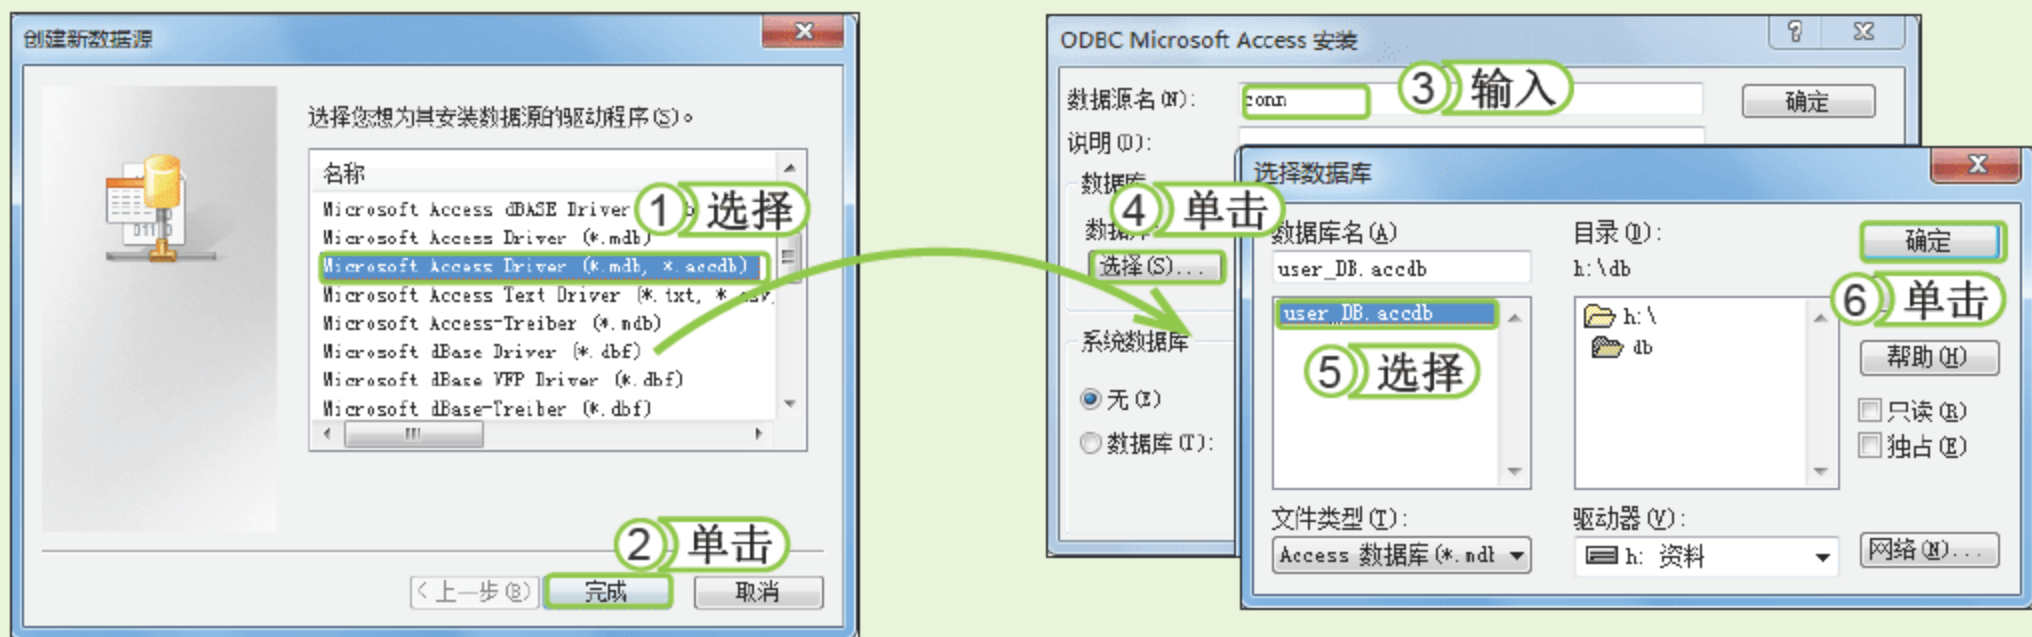 创建新数据源
选择您想为其安装数据源的驱动程序(S)。
名称
Microsoft Access dBASE Driver
① 选择
Microsoft Access Driver (*.mdb)
Microsoft Access Driver (*.mdb, *.accdb)
Microsoft Access Text Driver (*.txt, *.csv,
Microsoft Access-Treiber (*.mdb)
Microsoft dBase Driver (*.dbf)
Microsoft dBase VFP Driver (*.dbf)
Microsoft dBase-Treiber (*.dbf)
② 单击
<上一步(B)
完成
取消
ODBC Microsoft Access 安装
数据源名(N):
conn
③ 输入
确定
说明(D):
数据库
④ 单击
数据库:
选择(S)...
系统数据库
无(E)
数据库(T):
选择数据库
数据库名(A)
user_DB.accdb
user_DB.accdb
⑤ 选择
文件类型(T):
Access 数据库(*.mdb
目录(D):
h:\db
h:\
db
驱动器(V):
h: 资料
确定
⑥ 单击
帮助(H)
只读(R)
独占(E)
网络(N)...